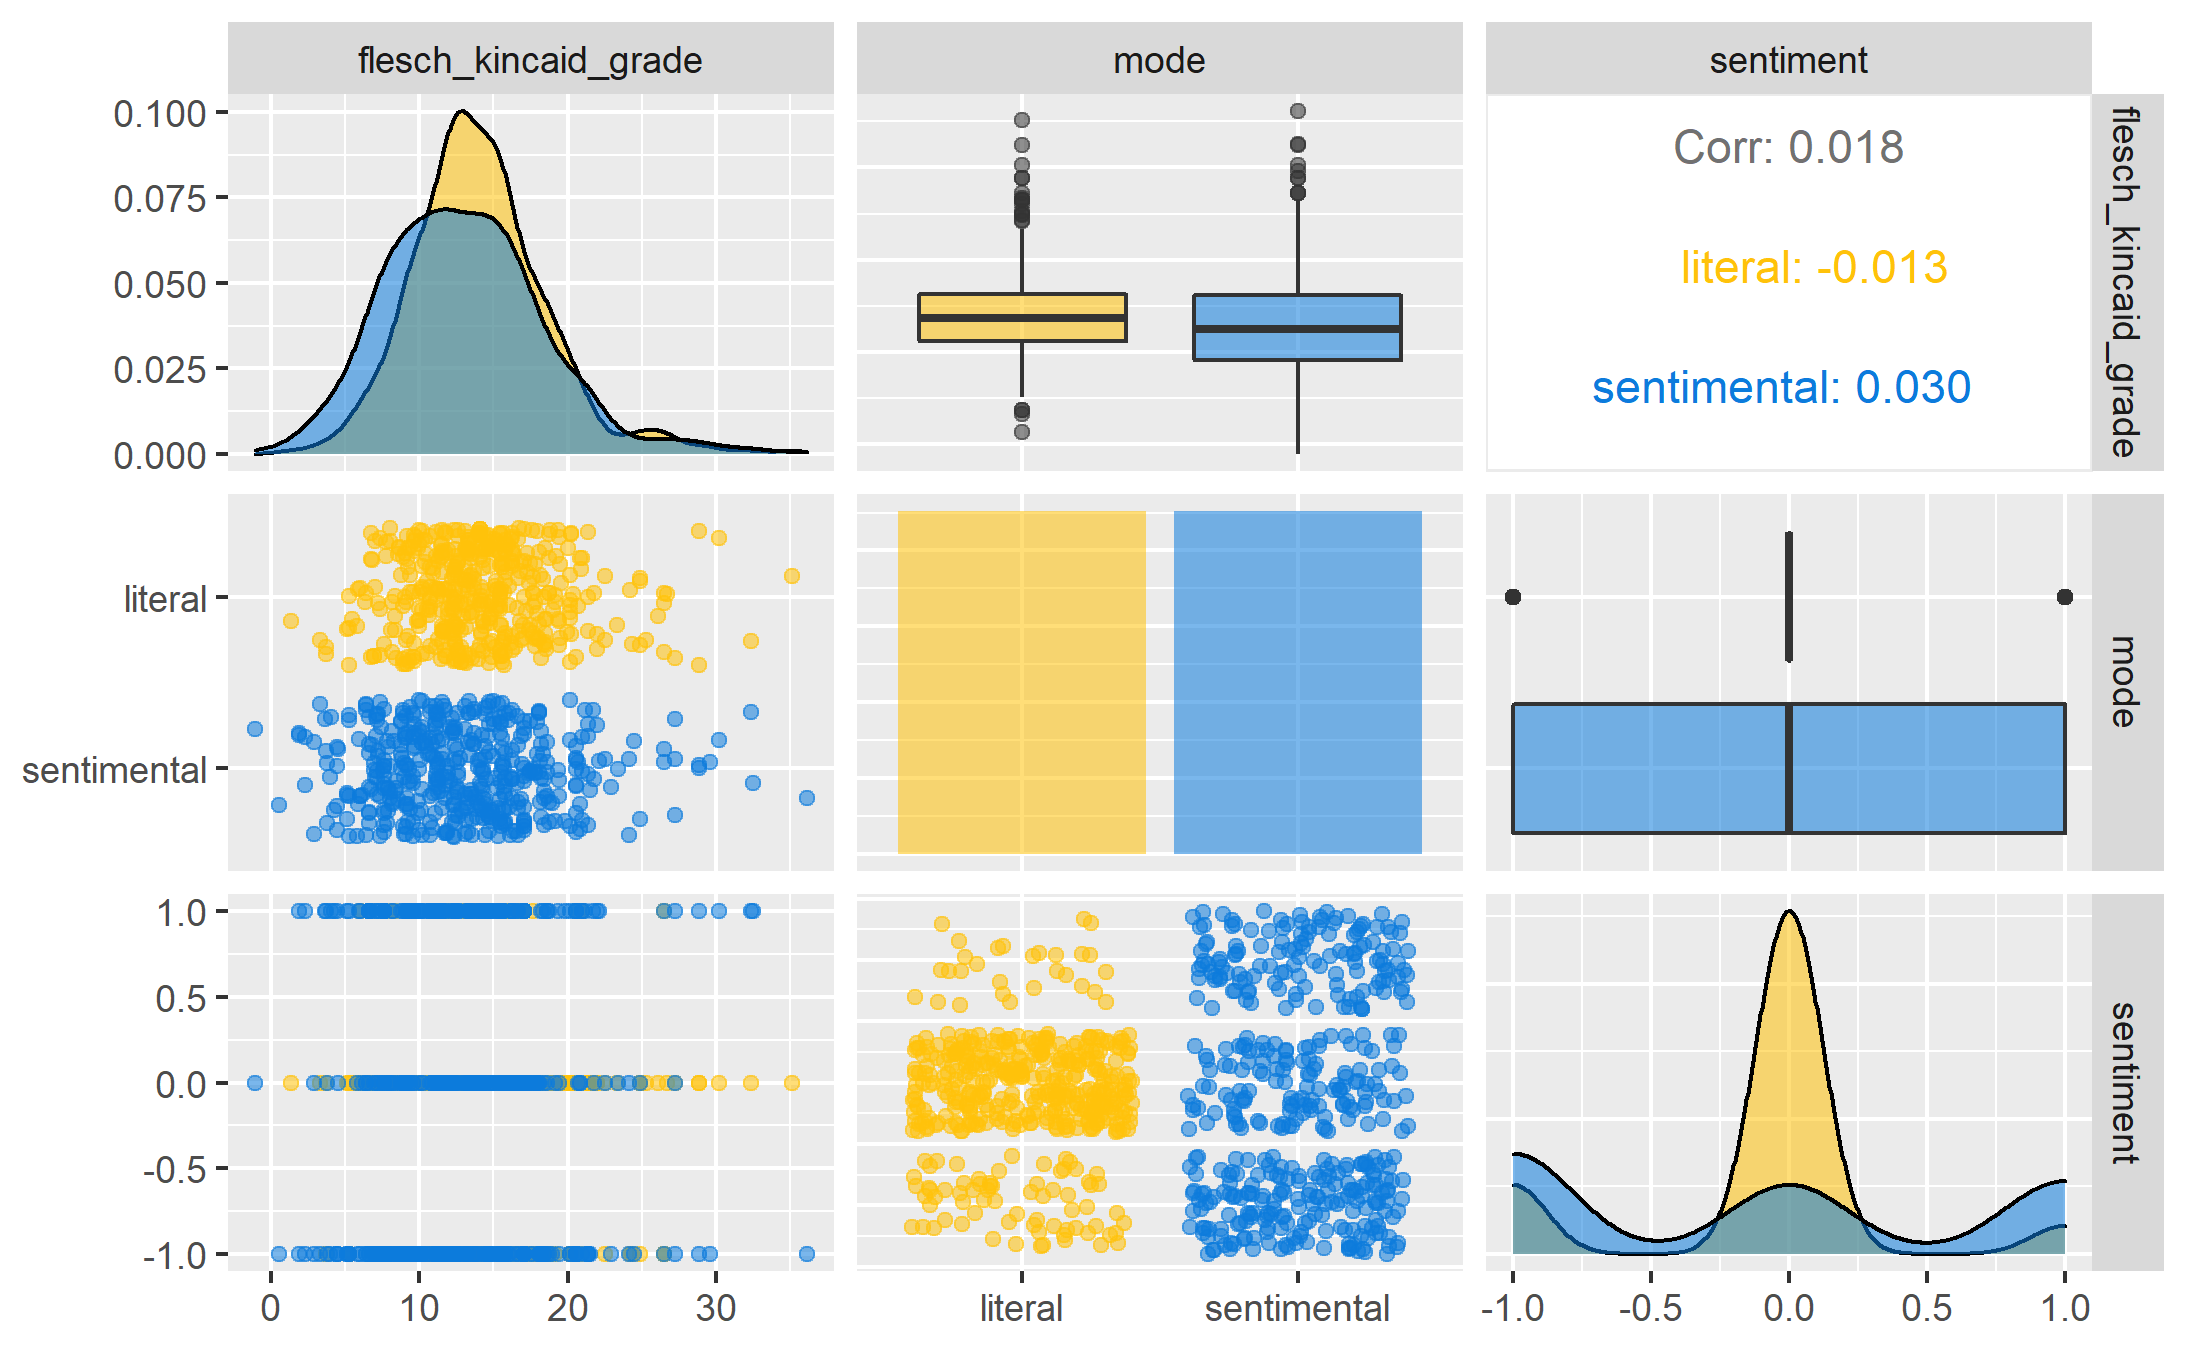 flesch_kincaid_grade
mode
sentiment
0.100
0.075
0.050
0.025
0.000
Corr: 0.018
literal: -0.013
sentimental: 0.030
flesch_kincaid_grade
literal
sentimental
mode
1.0
0.5
0.0
-0.5
-1.0
sentiment
0
10
20
30
literal
sentimental
-1.0
-0.5
0.0
0.5
1.0